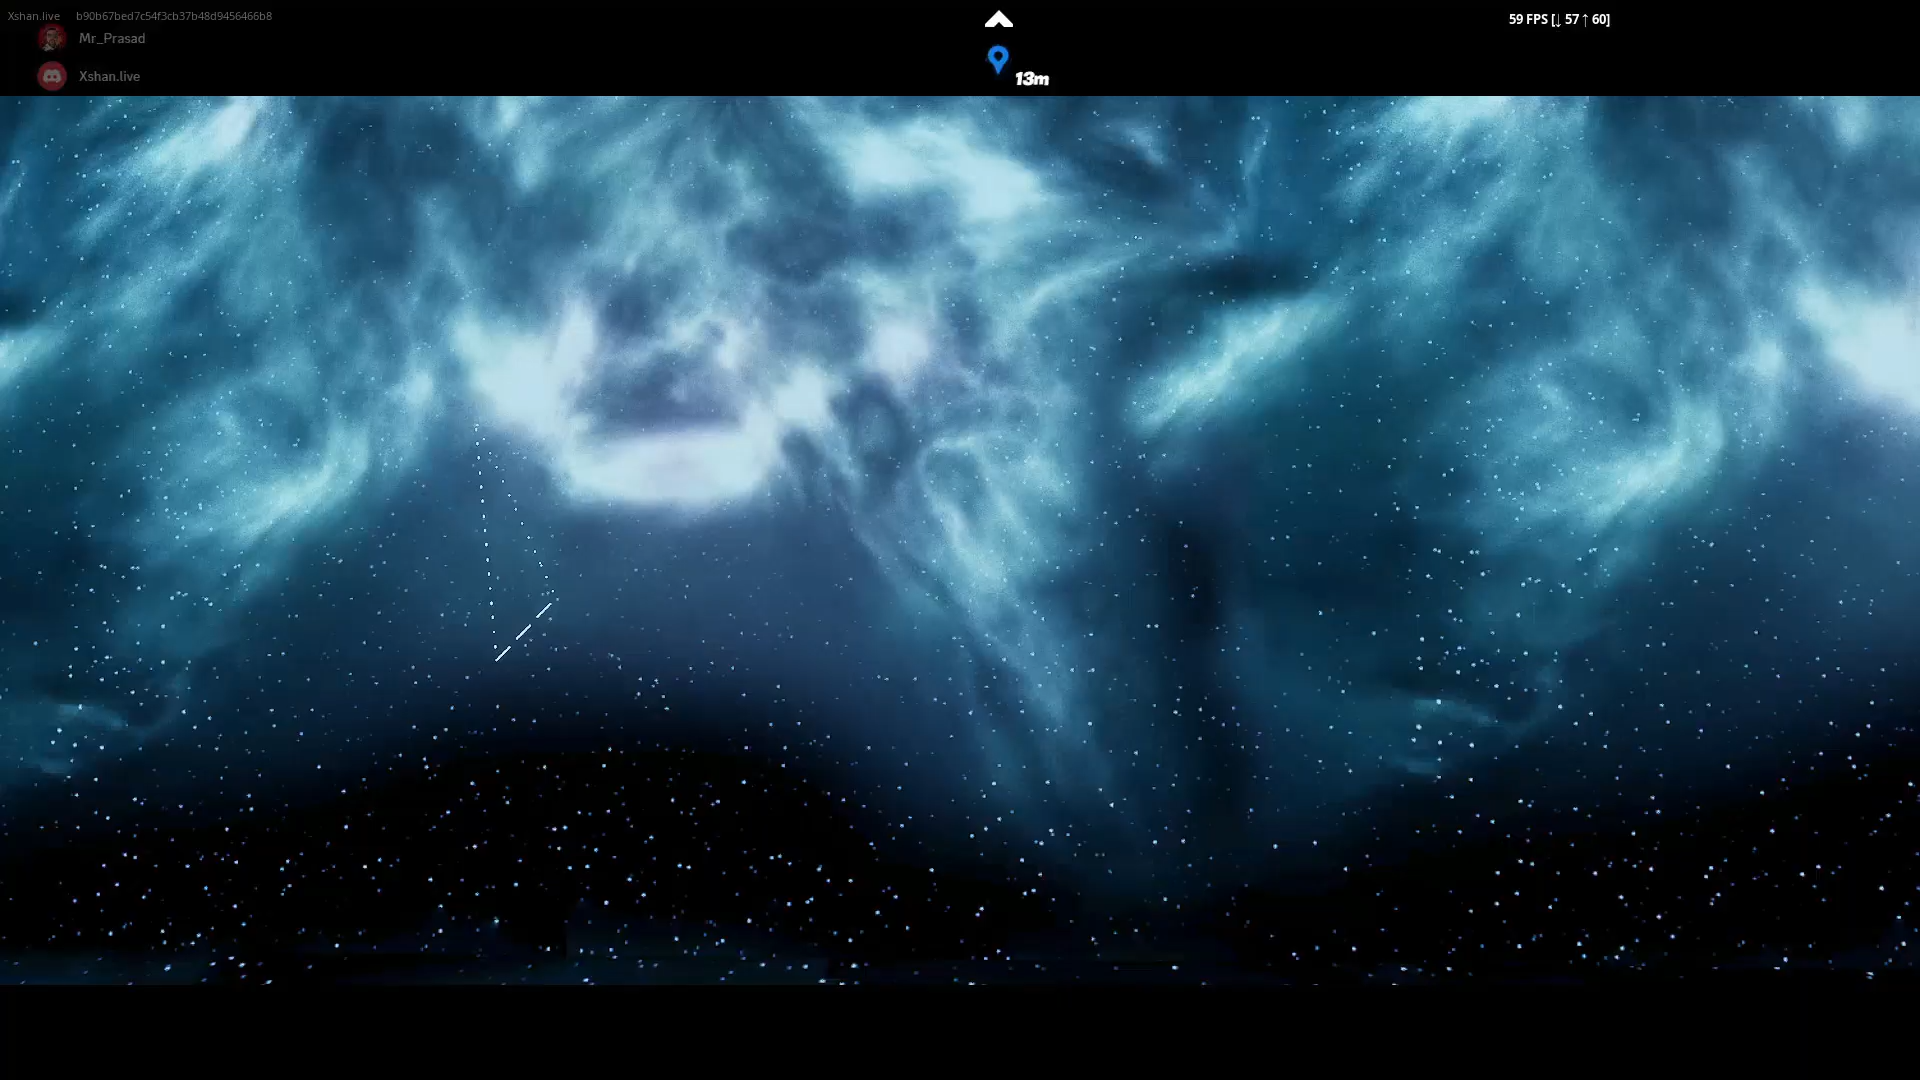 Xshan.live b90b67bed7c54f3cb37b48d9456466b8
Mr_Prasad
Xshan.live
13m
59 FPS [↓ 57 ↑ 60]